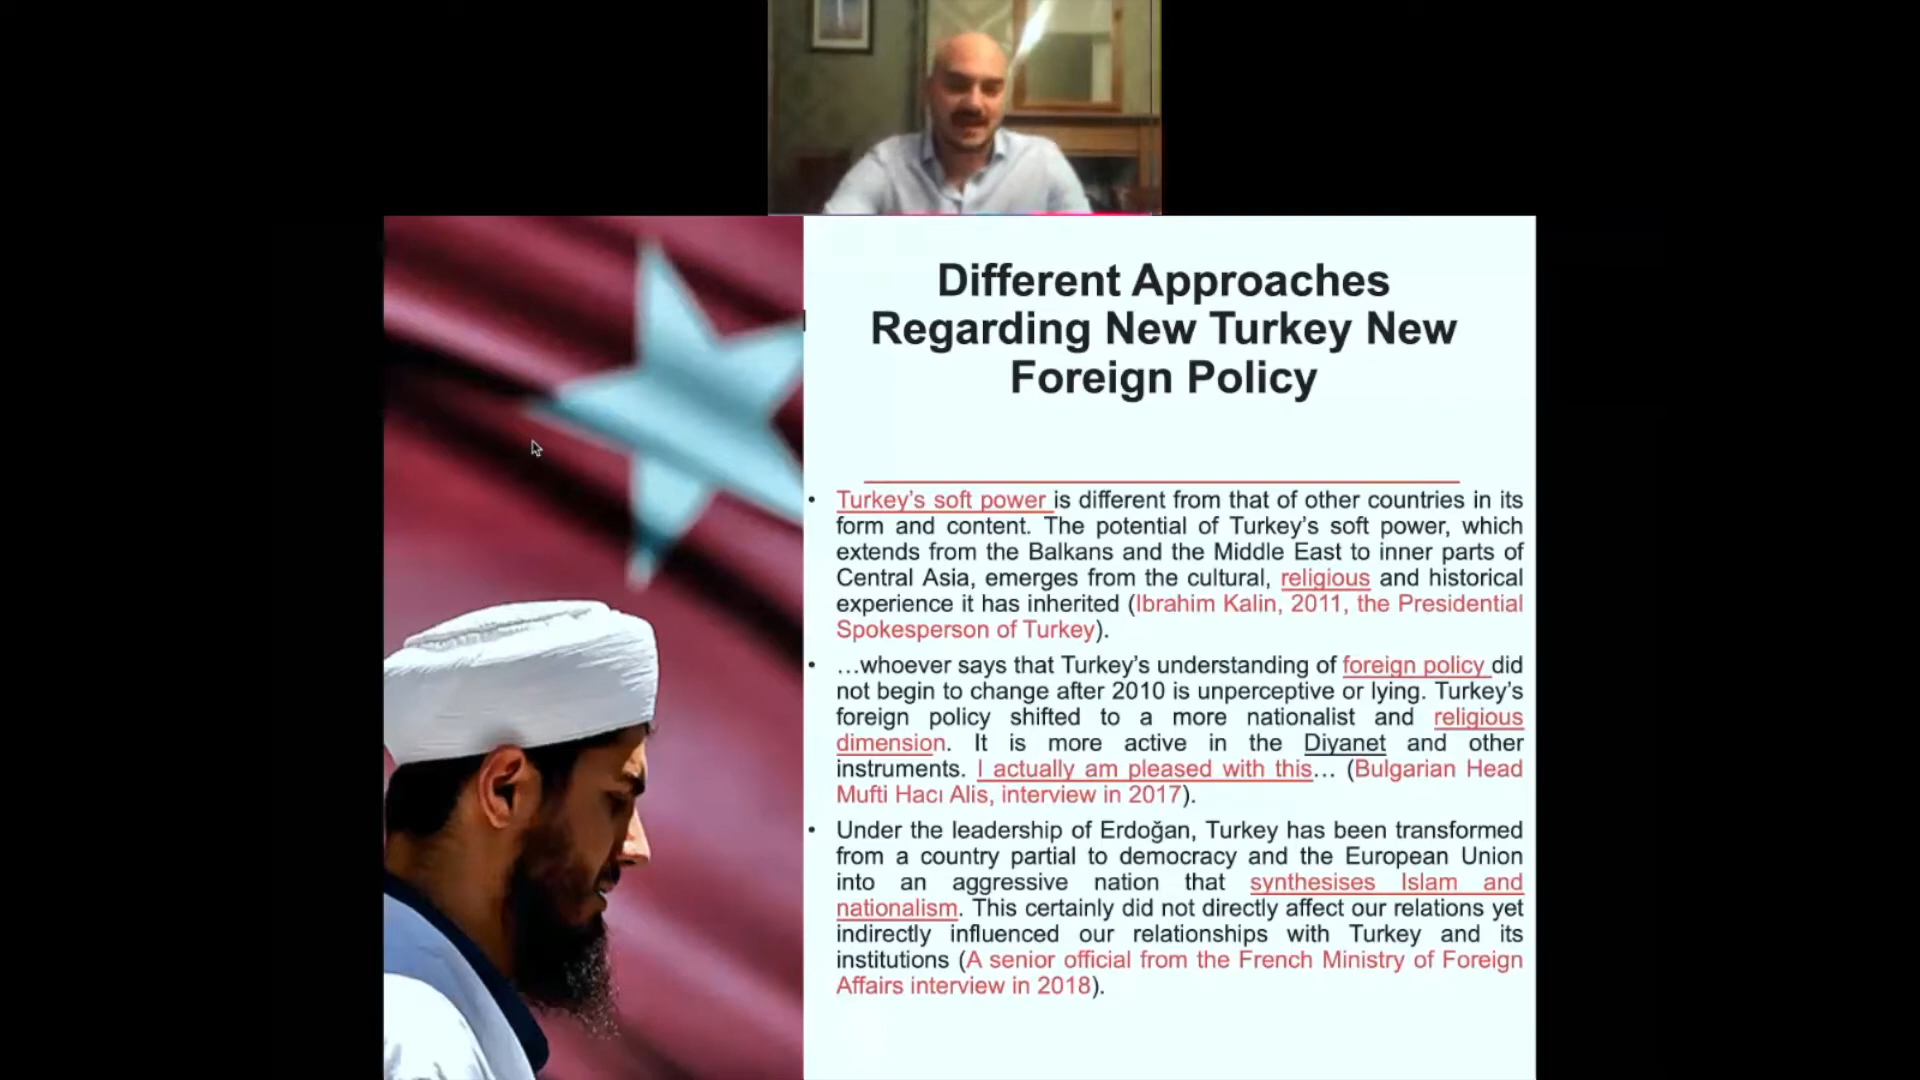 Different Approaches
Regarding New Turkey New
Foreign Policy
• Turkey’s soft power is different from that of other countries in its
form and content. The potential of Turkey’s soft power, which
extends from the Balkans and the Middle East to inner parts of
Central Asia, emerges from the cultural, religious and historical
experience it has inherited (Ibrahim Kalin, 2011, the Presidential
Spokesperson of Turkey).
• …whoever says that Turkey’s understanding of foreign policy did
not begin to change after 2010 is unperceptive or lying. Turkey’s
foreign policy shifted to a more nationalist and religious
dimension. It is more active in the Diyanet and other
instruments. I actually am pleased with this… (Bulgarian Head
Mufti Hacı Alis, interview in 2017).
• Under the leadership of Erdoğan, Turkey has been transformed
from a country partial to democracy and the European Union
into an aggressive nation that synthesises Islam and
nationalism. This certainly did not directly affect our relations yet
indirectly influenced our relationships with Turkey and its
institutions (A senior official from the French Ministry of Foreign
Affairs interview in 2018).